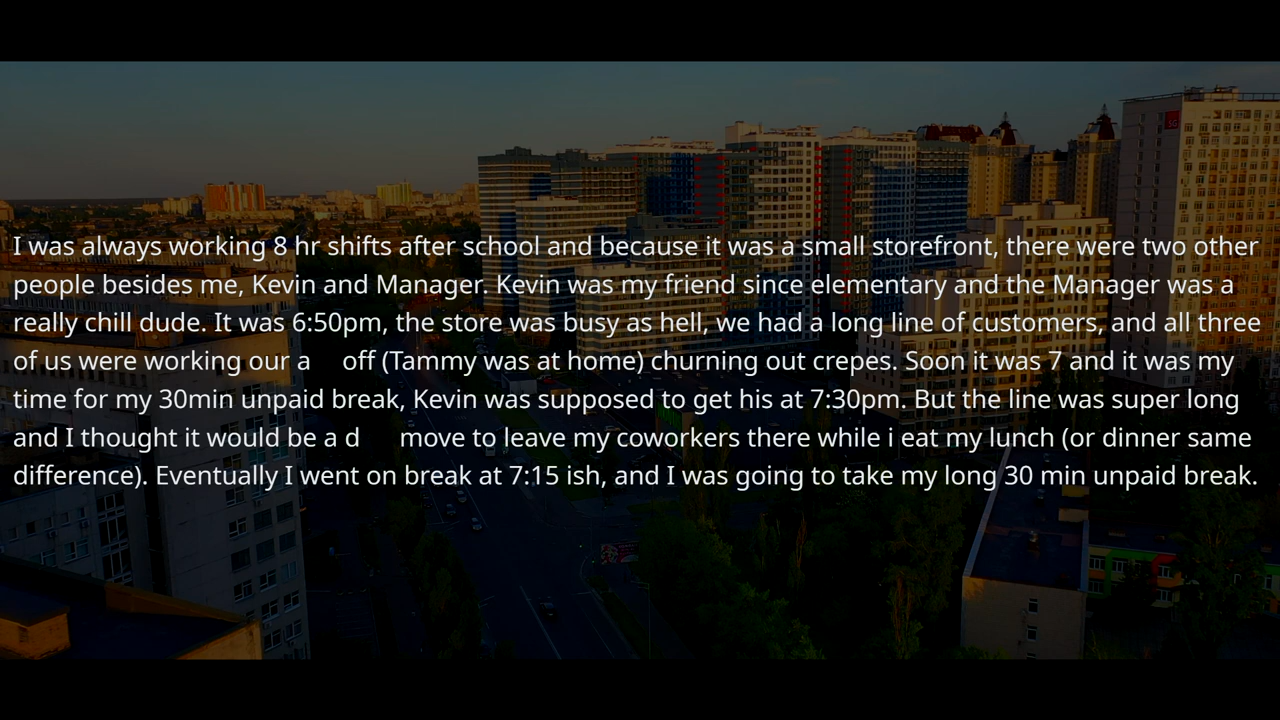 I was always working 8 hr shifts after school and because it was a small storefront, there were two other
people besides me, Kevin and Manager. Kevin was my friend since elementary and the Manager was a
really chill dude. It was 6:50pm, the store was busy as hell, we had a long line of customers, and all three
of us were working our a off (Tammy was at home) churning out crepes. Soon it was 7 and it was my
time for my 30min unpaid break, Kevin was supposed to get his at 7:30pm. But the line was super long
and I thought it would be a d move to leave my coworkers there while i eat my lunch (or dinner same
difference). Eventually I went on break at 7:15 ish, and I was going to take my long 30 min unpaid break.